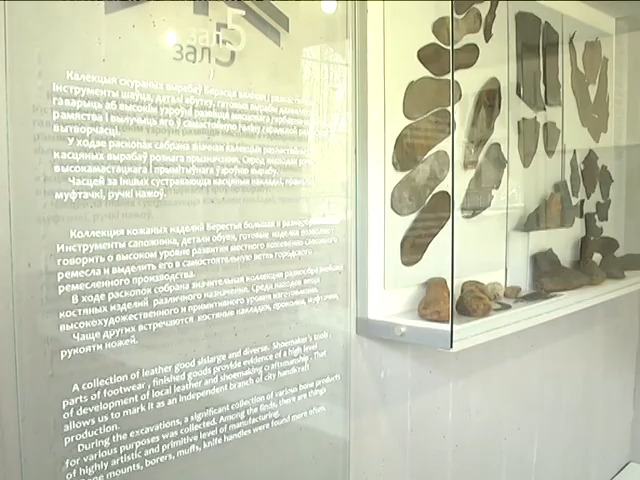 зал 5
Калекцыя скураных вырабаў Бярэсця вялікая і
Інструменты шаўца, дэталі абутку, гатовыя вырабы
гаварыць аб высокім узроўні развіцця мясцовага гарбарнага
рамяства і вылучыць яго ў самастойную галіну гарадской
вытворчасці.
У ходзе раскопак сабрана значная калекцыя
касцяных вырабаў рознага прызначэння. Сярод знаходак рэчы
высокамастацкага і прымітыўнага ўзроўню вырабу.
Часцей за іншых сустракаюцца касцяныя накладкі,
муфтачкі, ручкі нажоў.
Коллекция кожаных изделий Берестья большая и
Инструменты сапожника, детали обуви, готовые изделия позволяют
говорить о высоком уровне развития местного кожевенно-сапожного
ремесла и выделить его в самостоятельную ветвь городского
ремесленного производства.
В ходе раскопок собрана значительная коллекция разнообразных
костяных изделий различного назначения. Среди находок вещи
высокохудожественного и примитивного уровня изготовления.
Чаще других встречаются костяные накладки, проколки, муфточки,
рукояти ножей.
A collection of leather good sislarge and diverse. Shoemaker's tools,
parts of footwear , finished goods provide evidence of a high level
of development of local leather and shoemaking craftsmanship. That
allows us to mark it as an independent branch of city handicraft
production.
During the excavations, a significant collection of various bone products
for various purposes was collected. Among the finds there are things
of highly artistic and primitive level of manufacturing.
Bone mounts, borers, muffs, knife handles were found more often.